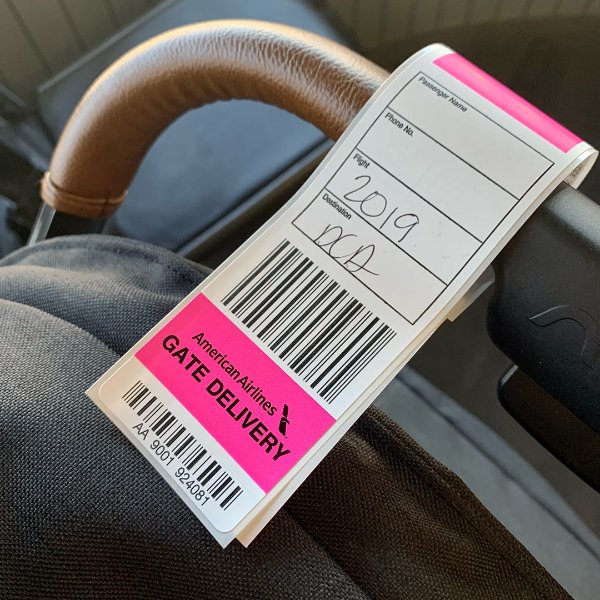 Passenger Name
Phone No.
Flight
2019
Destination
DCA
American Airlines
GATE DELIVERY
AA 9001 924081